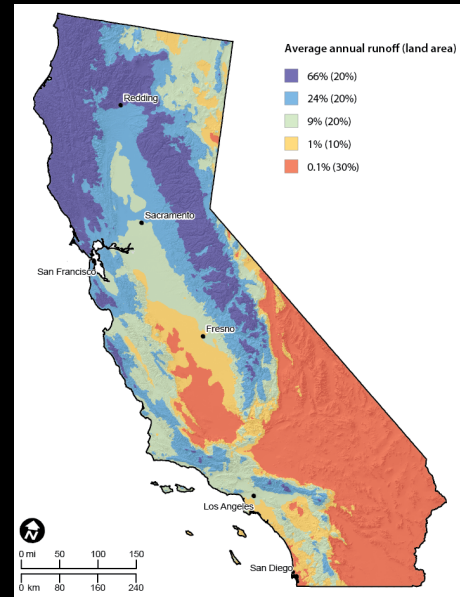 Average annual runoff (land area)
66% (20%)
24% (20%)
9% (20%)
1% (10%)
0.1% (30%)
Redding
Sacramento
San Francisco
Fresno
Los Angeles
San Diego
N
0 mi 50 100 150
0 km 80 160 240